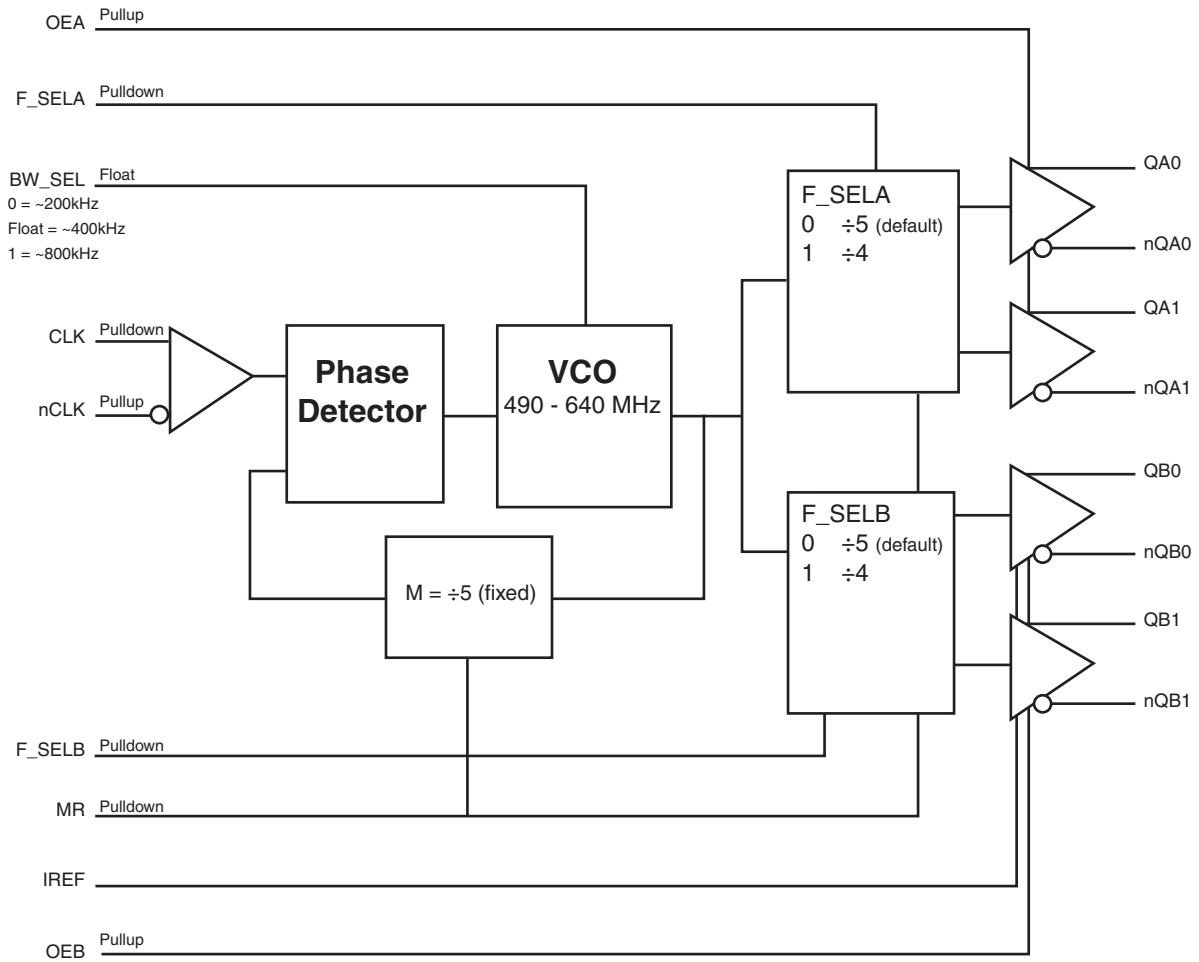 OEA Pullup
F_SELA Pulldown
BW_SEL Float
0 = ~200kHz
Float = ~400kHz
1 = ~800kHz
CLK Pulldown
nCLK Pullup
Phase
Detector
VCO
490 - 640 MHz
M = ÷5 (fixed)
F_SELA
0 ÷5 (default)
1 ÷4
F_SELB
0 ÷5 (default)
1 ÷4
QA0
nQA0
QA1
nQA1
QB0
nQB0
QB1
nQB1
F_SELB Pulldown
MR Pulldown
IREF
OEB Pullup